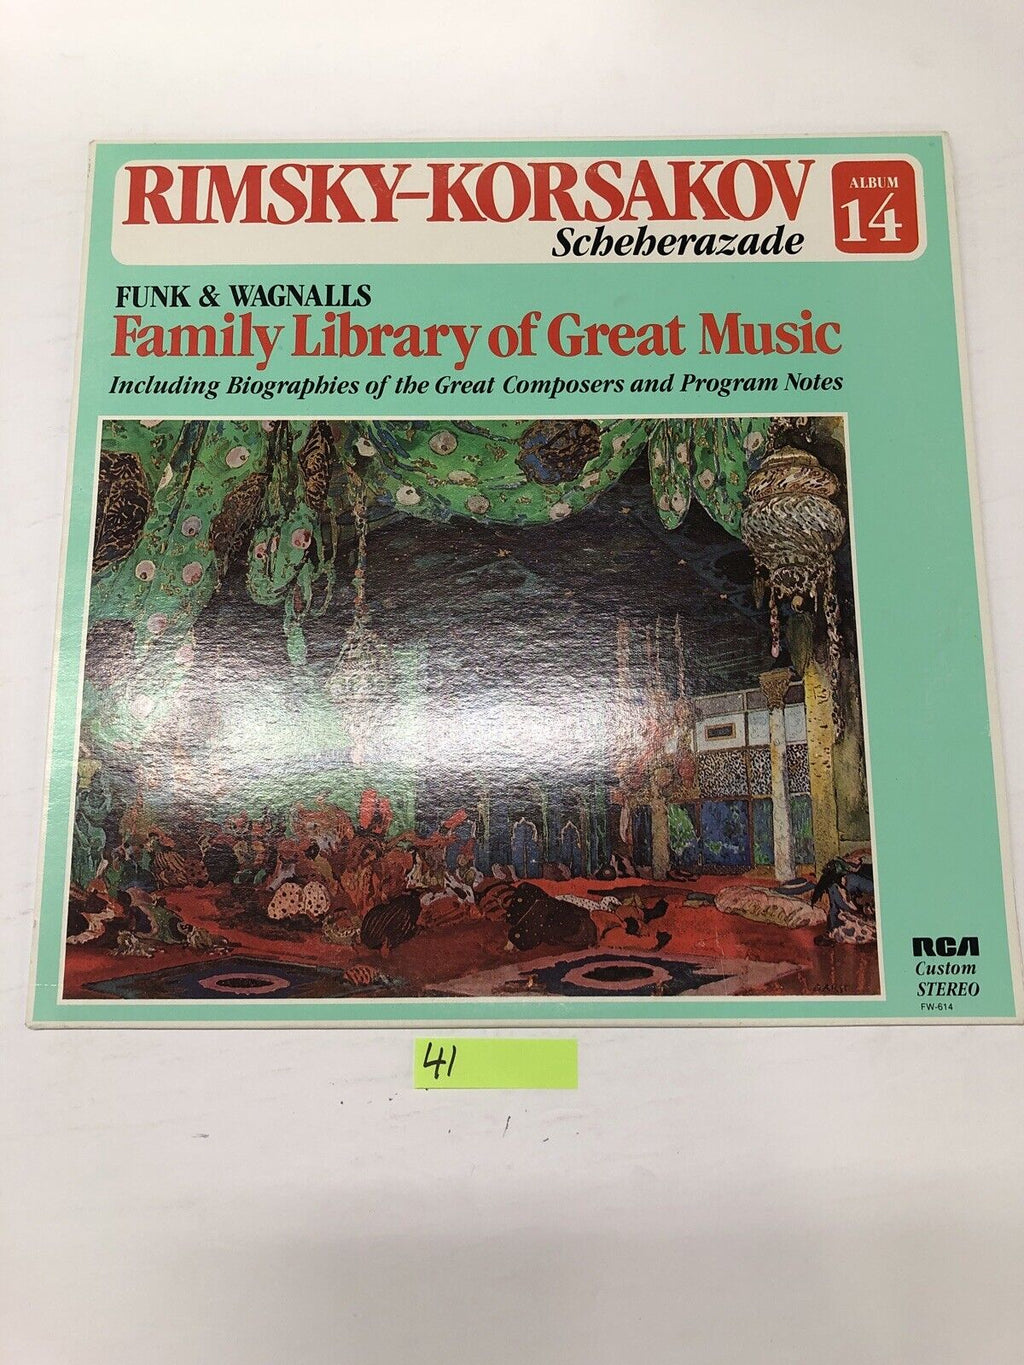 RIMSKY-KORSAKOV
Scheherazade
ALBUM
14
FUNK & WAGNALLS
Family Library of Great Music
Including Biographies of the Great Composers and Program Notes
RCA
Custom
STEREO
FW-614
41